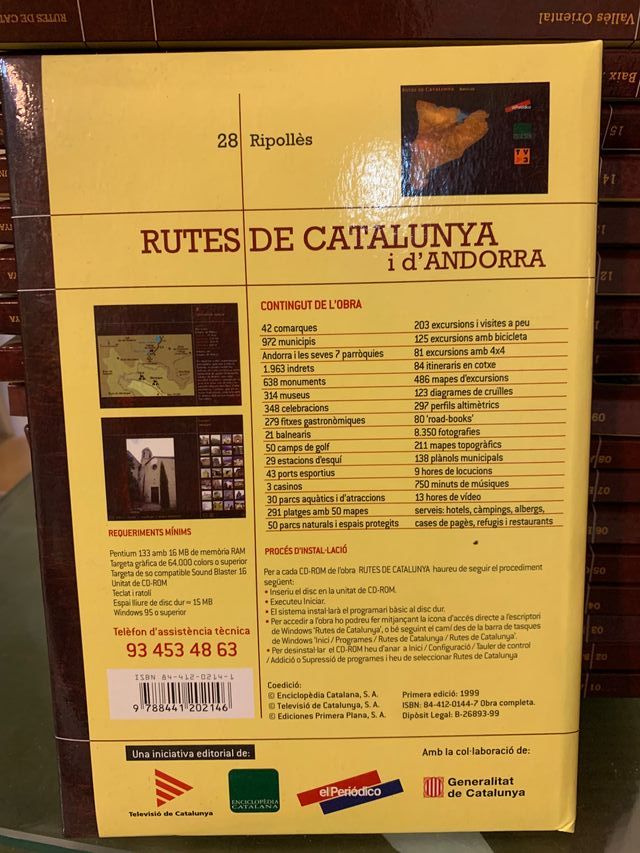 Vallès Oriental
RUTES DE CAT
Baix
15
14
12
28 Ripollès
RUTES DE CATALUNYA
elPeriódico
RUTES DE CATALUNYA
i d'ANDORRA
CONTINGUT DE L'OBRA
42 comarques
972 municipis
Andorra i les seves 7 parròquies
1.963 indrets
638 monuments
314 museus
348 celebracions
279 fitxes gastronòmiques
21 balnearis
50 camps de golf
29 estacions d'esquí
43 ports esportius
3 casinos
30 parcs aquàtics i d'atraccions
291 platges amb 50 mapes
50 parcs naturals i espais protegits
203 excursions i visites a peu
125 excursions amb bicicleta
81 excursions amb 4x4
84 itineraris en cotxe
486 mapes d'excursions
123 diagrames de cruïlles
297 perfils altimètrics
80 'road-books'
8.350 fotografies
211 mapes topogràfics
138 plànols municipals
9 hores de locucions
750 minuts de músiques
13 hores de vídeo
serveis: hotels, càmpings, albergs,
cases de pagès, refugis i restaurants
REQUERIMENTS MÍNIMS
Pentium 133 amb 16 MB de memòria RAM
Targeta gràfica de 64.000 colors o superior
Targeta de so compatible Sound Blaster 16
Unitat de CD-ROM
Teclat i ratolí
Espai lliure de disc dur ≈ 15 MB
Windows 95 o superior
Telèfon d'assistència tècnica
93 453 48 63
ISBN 84-412-0214-1
9 788441 202146
PROCÉS D'INSTAL·LACIÓ
Per a cada CD-ROM de l'obra RUTES DE CATALUNYA haureu de seguir el procediment
següent:
• Inseriu el disc en la unitat de CD-ROM.
• Executeu Iniciar.
• El sistema instal·larà el programari bàsic al disc dur.
• Per accedir a l'obra ho podreu fer mitjançant la icona d'accés directe a l'escriptori
de Windows 'Rutes de Catalunya', o bé seguint el camí des de la barra de tasques
de Windows 'Inici / Programes / Rutes de Catalunya / Rutes de Catalunya'.
• Per desinstal·lar el CD-ROM heu d'anar a Inici / Configuració / Tauler de control
/ Addició o Supressió de programes i heu de seleccionar Rutes de Catalunya
Coedició:
© Enciclopèdia Catalana, S. A.
© Televisió de Catalunya, S. A.
© Ediciones Primera Plana, S. A.
Primera edició: 1999
ISBN: 84-412-0144-7 Obra completa.
Dipòsit Legal: B-26893-99
Una iniciativa editorial de:
Televisió de Catalunya
ENCICLOPÈDIA
CATALANA
elPeriódico
Amb la col·laboració de:
Generalitat
de Catalunya